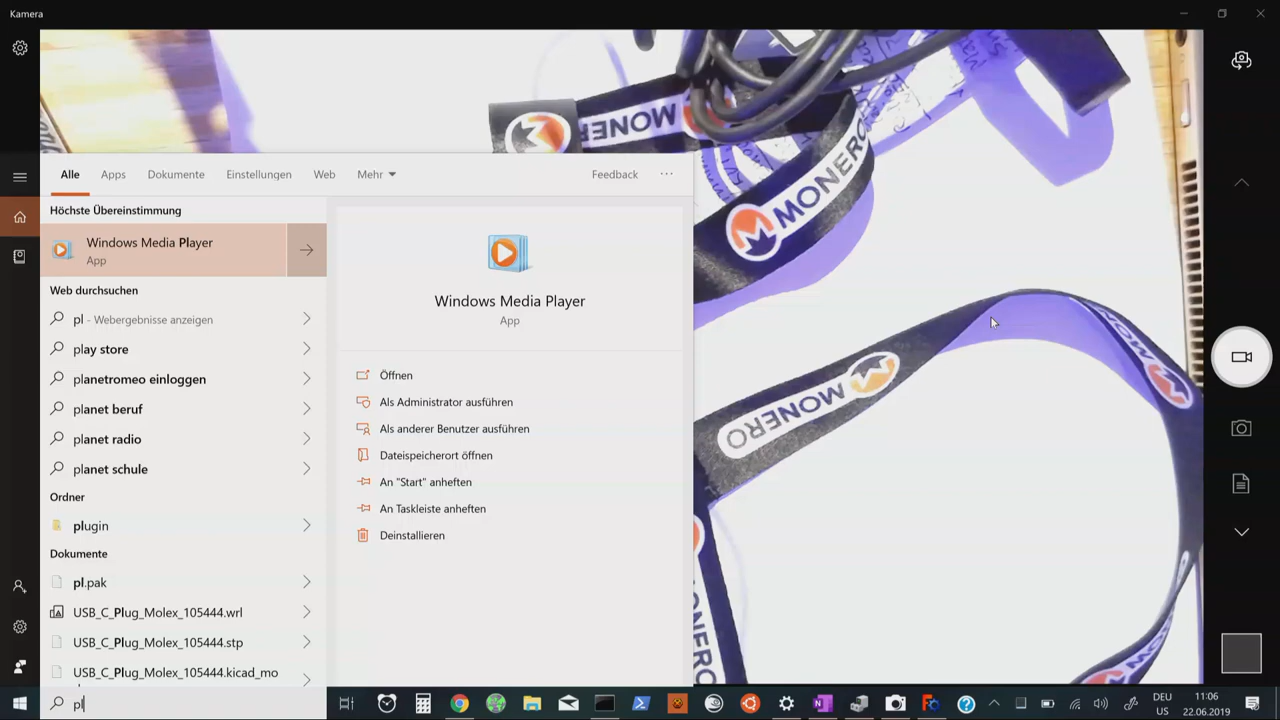 Kamera
MONERO
MONERO
MONERO
MONERO
Alle Apps Dokumente Einstellungen Web Mehr Feedback ···
Höchste Übereinstimmung
Windows Media Player
App
Web durchsuchen
pl - Webergebnisse anzeigen
play store
planetromeo einloggen
planet beruf
planet radio
planet schule
Ordner
plugin
Dokumente
pl.pak
USB_C_Plug_Molex_105444.wrl
USB_C_Plug_Molex_105444.stp
USB_C_Plug_Molex_105444.kicad_mo
Windows Media Player
App
Öffnen
Als Administrator ausführen
Als anderer Benutzer ausführen
Dateispeicherort öffnen
An "Start" anheften
An Taskleiste anheften
Deinstallieren
pl
DEU
US
11:06
22.06.2019